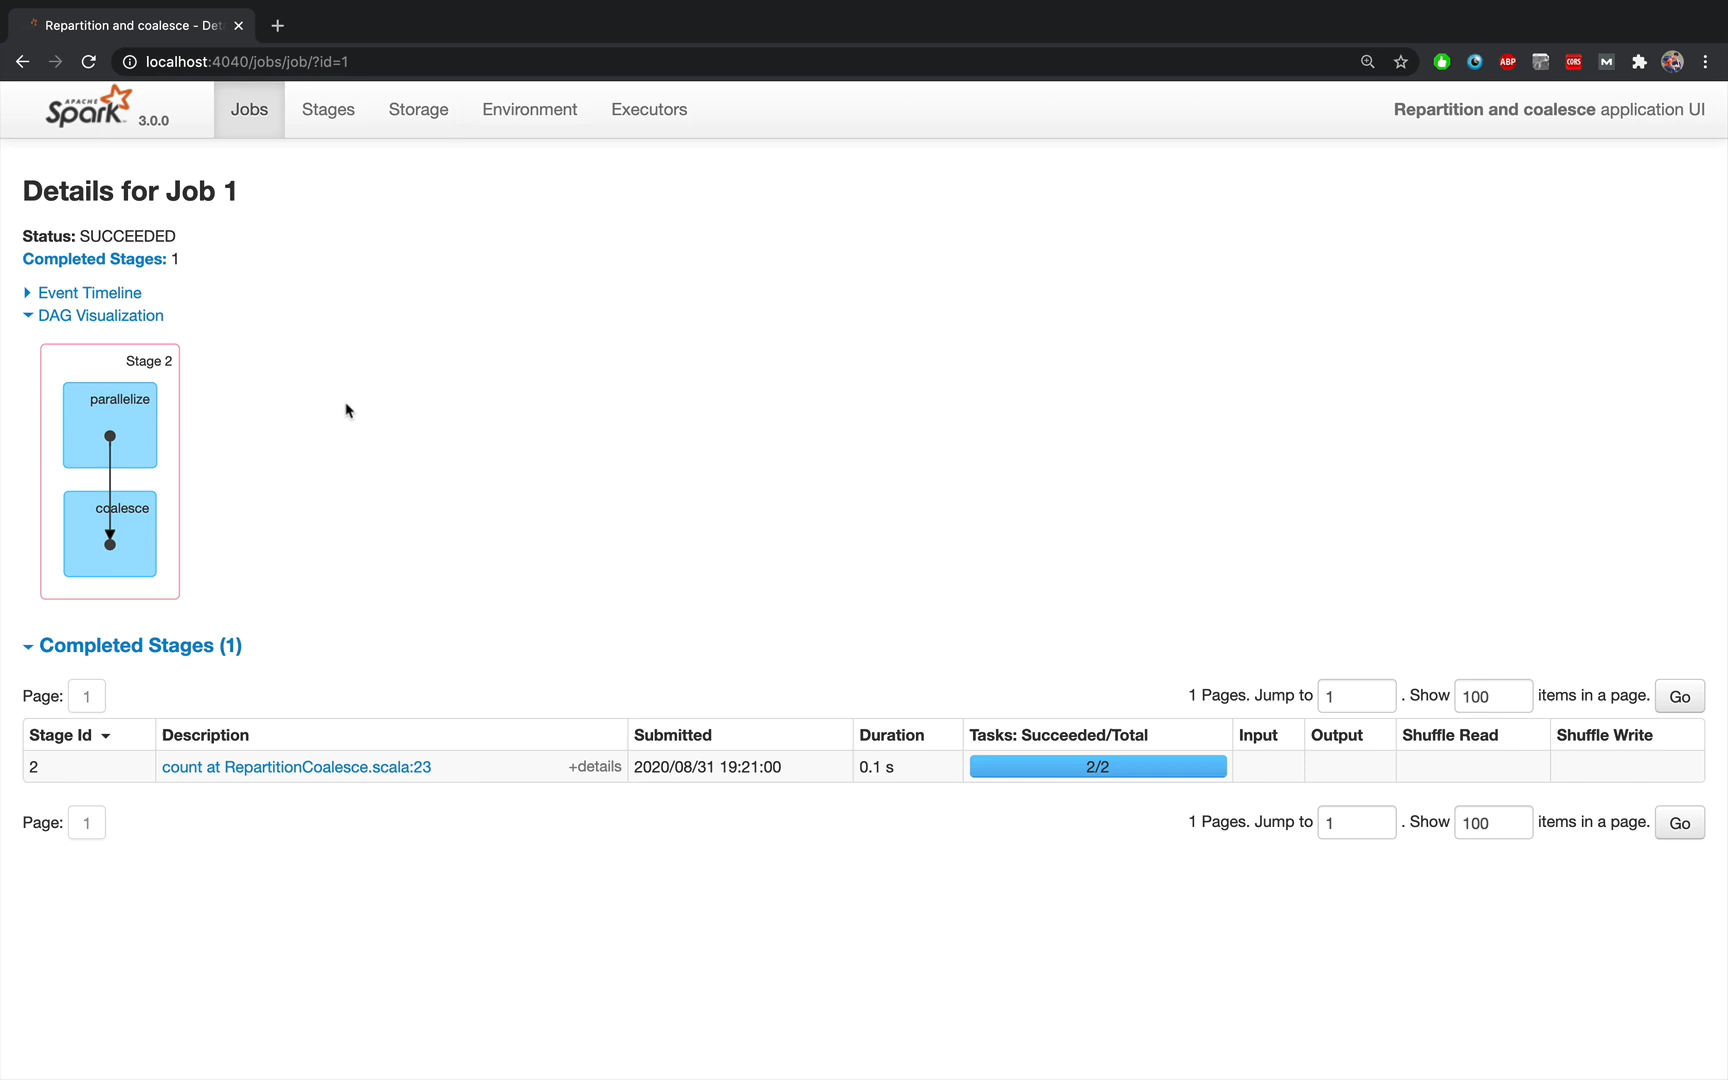 Repartition and coalesce - Det
localhost:4040/jobs/job/?id=1
ABP
CORS
M
APACHE
Spark 3.0.0
Jobs
Stages
Storage
Environment
Executors
Repartition and coalesce application UI
Details for Job 1
Status: SUCCEEDED
Completed Stages: 1
Event Timeline
DAG Visualization
Stage 2
parallelize
coalesce
Completed Stages (1)
Page: 1
1 Pages. Jump to 1 . Show 100 items in a page. Go
Stage Id Description Submitted Duration Tasks: Succeeded/Total Input Output Shuffle Read Shuffle Write
2 count at RepartitionCoalesce.scala:23 +details 2020/08/31 19:21:00 0.1 s 2/2
Page: 1
1 Pages. Jump to 1 . Show 100 items in a page. Go